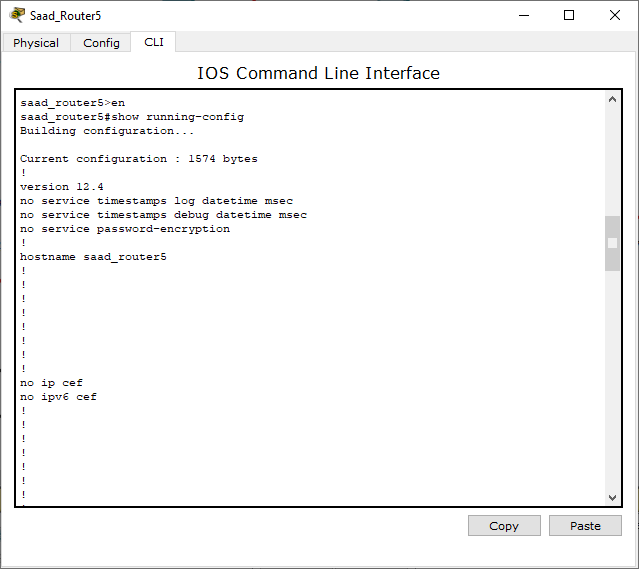 Saad_Router5
Physical Config CLI
IOS Command Line Interface
saad_router5>en
saad_router5#show running-config
Building configuration...
Current configuration : 1574 bytes
!
version 12.4
no service timestamps log datetime msec
no service timestamps debug datetime msec
no service password-encryption
!
hostname saad_router5
!
!
!
!
!
!
!
!
no ip cef
no ipv6 cef
!
!
!
!
!
!
!
!
Copy Paste